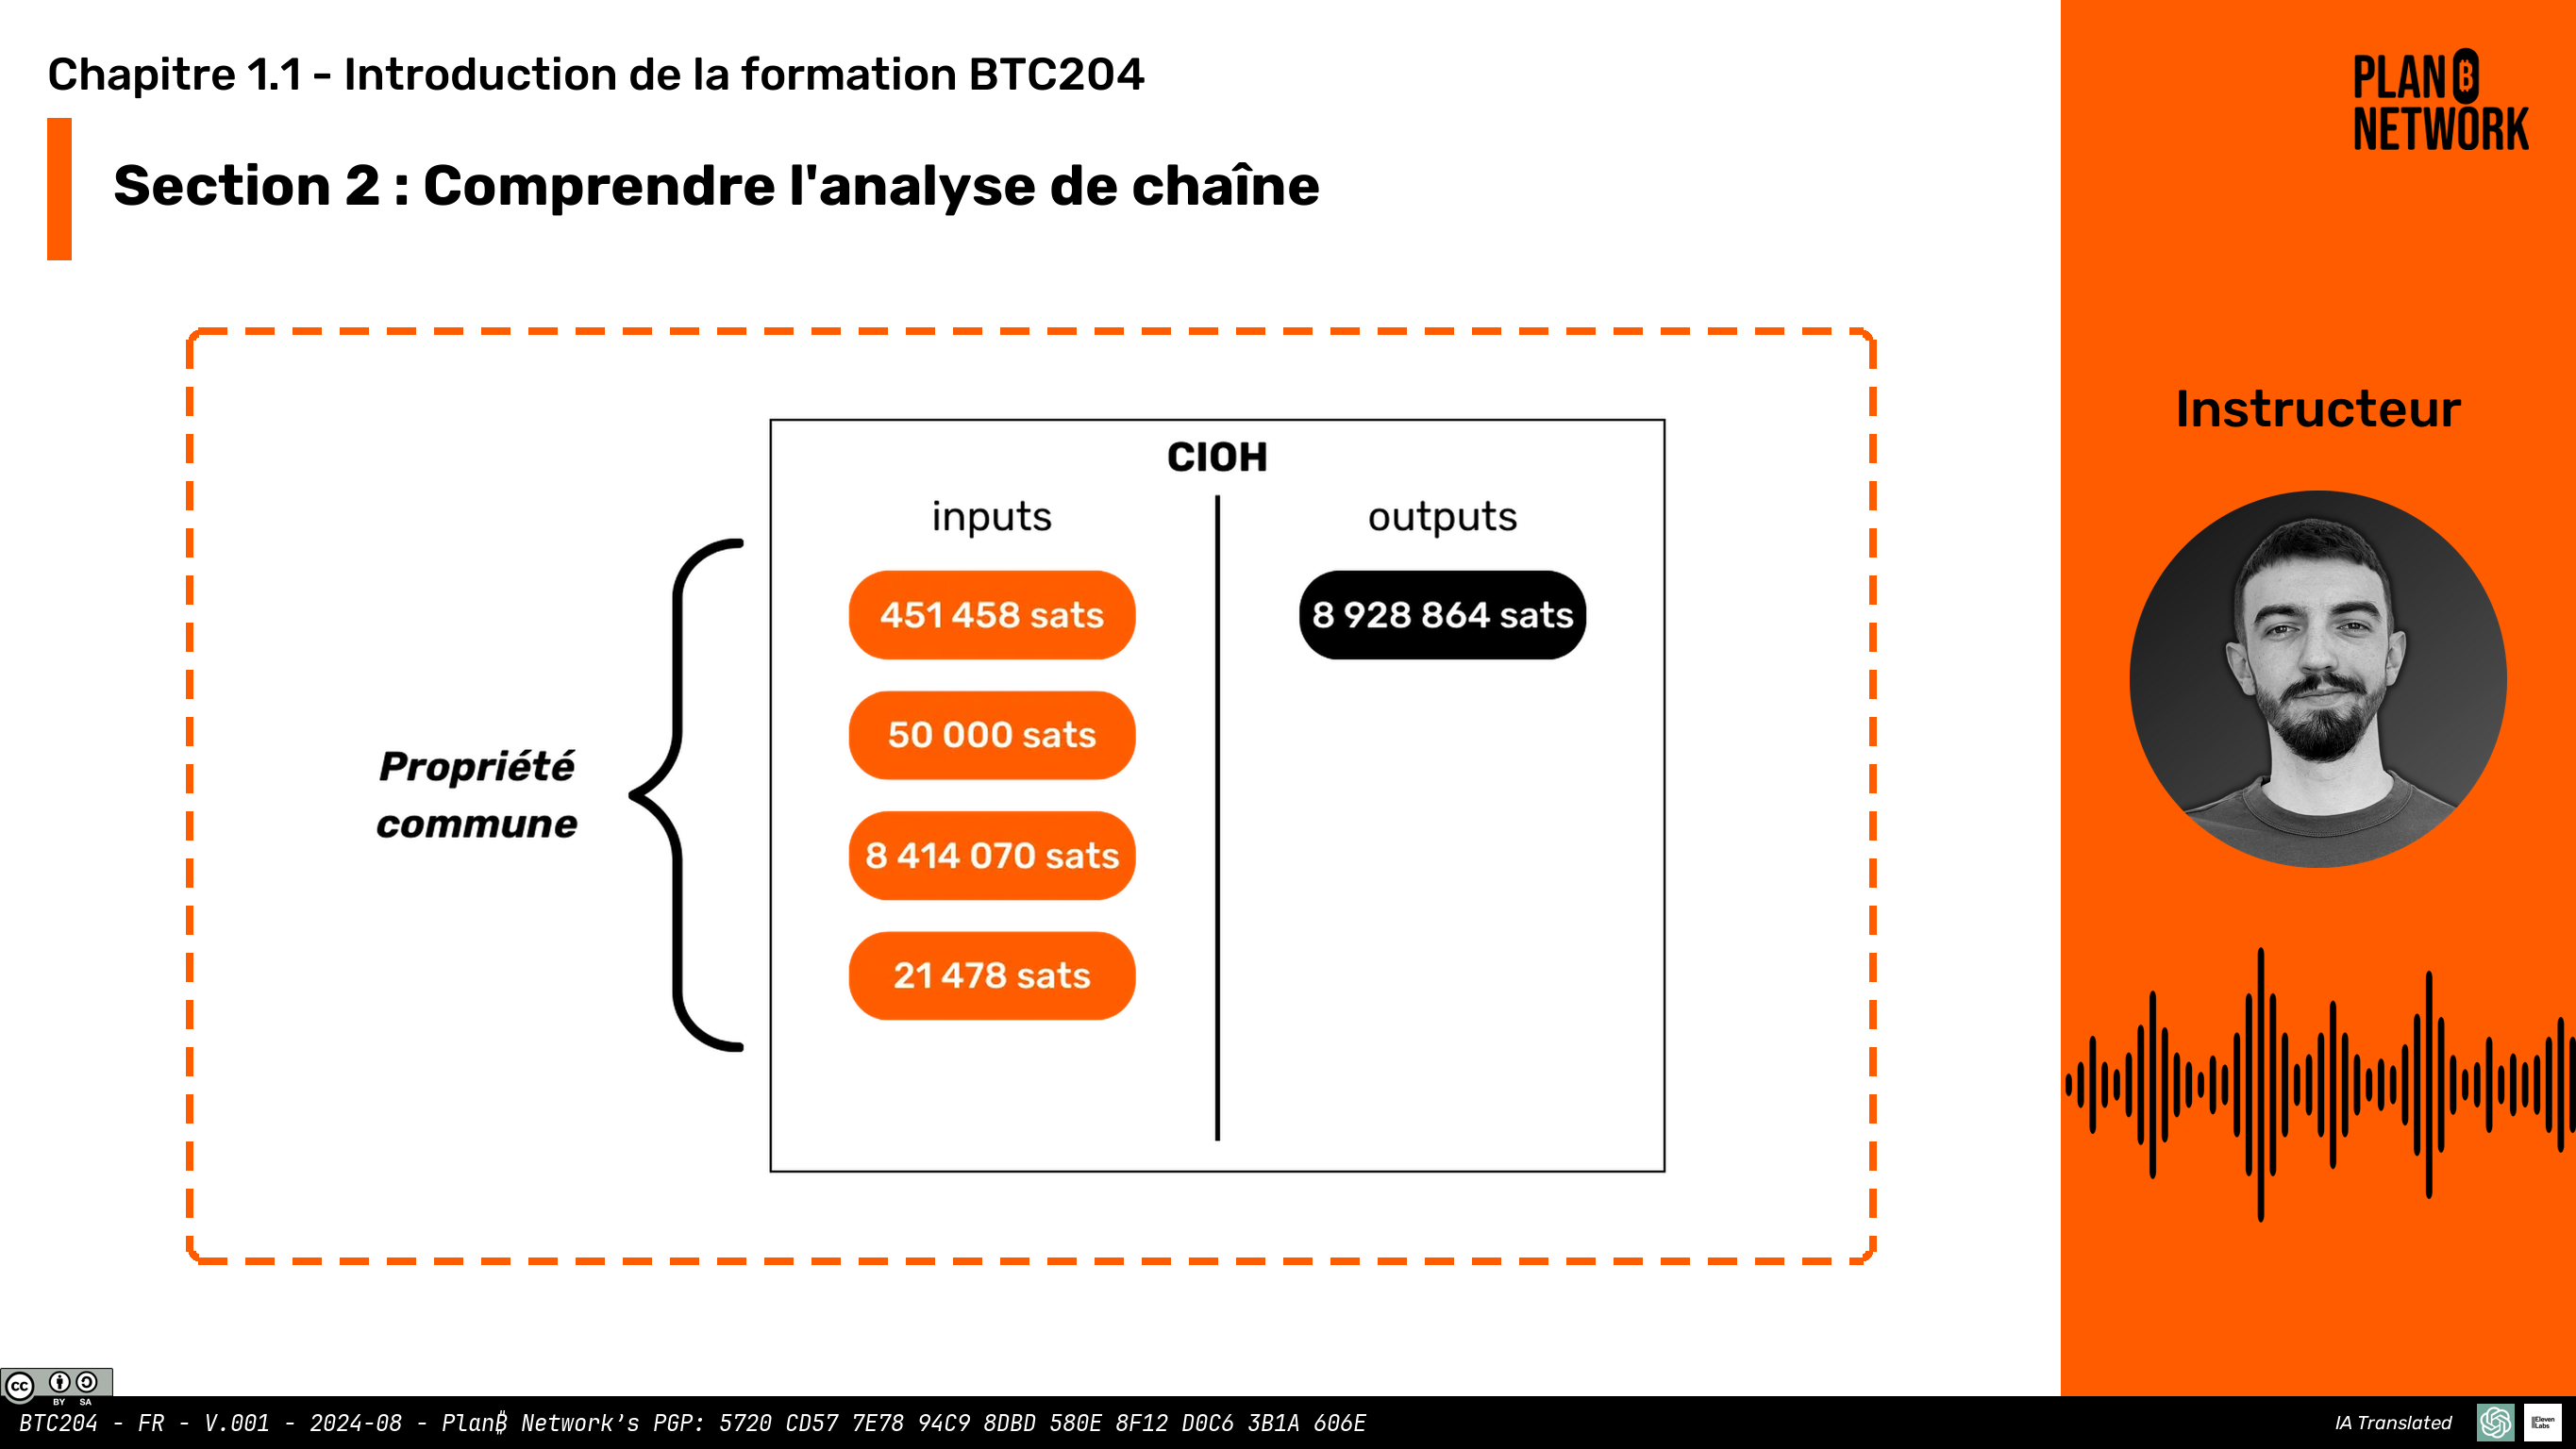 Chapitre 1.1 - Introduction de la formation BTC204
Section 2 : Comprendre l'analyse de chaîne
PLAN ₿
NETWORK
Instructeur
CIOH
inputs
outputs
451 458 sats
8 928 864 sats
50 000 sats
8 414 070 sats
21 478 sats
Propriété
commune
cc
BY SA
BTC204 - FR - V.001 - 2024-08 - Plan₿ Network’s PGP: 5720 CD57 7E78 94C9 8DBD 580E 8F12 D0C6 3B1A 606E
IA Translated
ElevenLabs